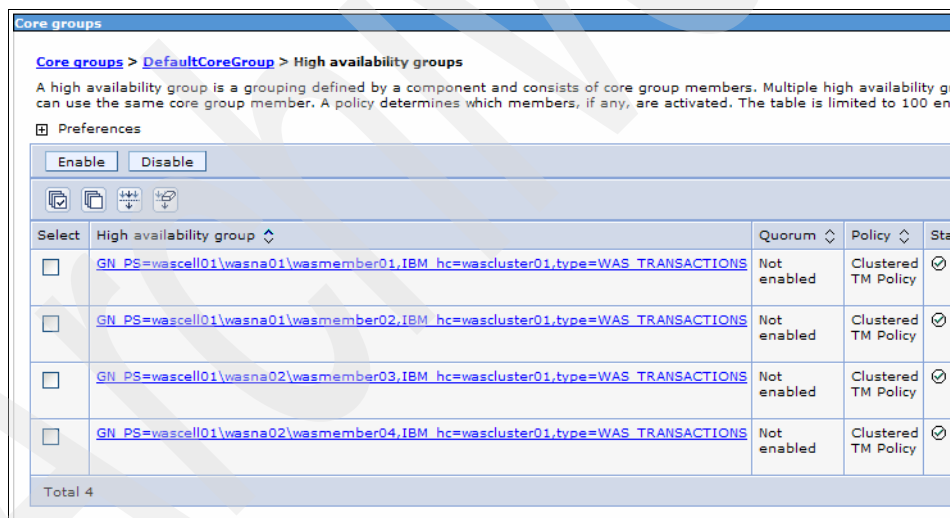 Core groups
Core groups > DefaultCoreGroup > High availability groups
A high availability group is a grouping defined by a component and consists of core group members. Multiple high availability g
can use the same core group member. A policy determines which members, if any, are activated. The table is limited to 100 en
Preferences
Enable Disable
Select High availability group Quorum Policy Sta
GN_PS=wascell01\wasna01\wasmember01,IBM_hc=wascluster01,type=WAS_TRANSACTIONS Not enabled Clustered TM Policy
GN_PS=wascell01\wasna01\wasmember02,IBM_hc=wascluster01,type=WAS_TRANSACTIONS Not enabled Clustered TM Policy
GN_PS=wascell01\wasna02\wasmember03,IBM_hc=wascluster01,type=WAS_TRANSACTIONS Not enabled Clustered TM Policy
GN_PS=wascell01\wasna02\wasmember04,IBM_hc=wascluster01,type=WAS_TRANSACTIONS Not enabled Clustered TM Policy
Total 4